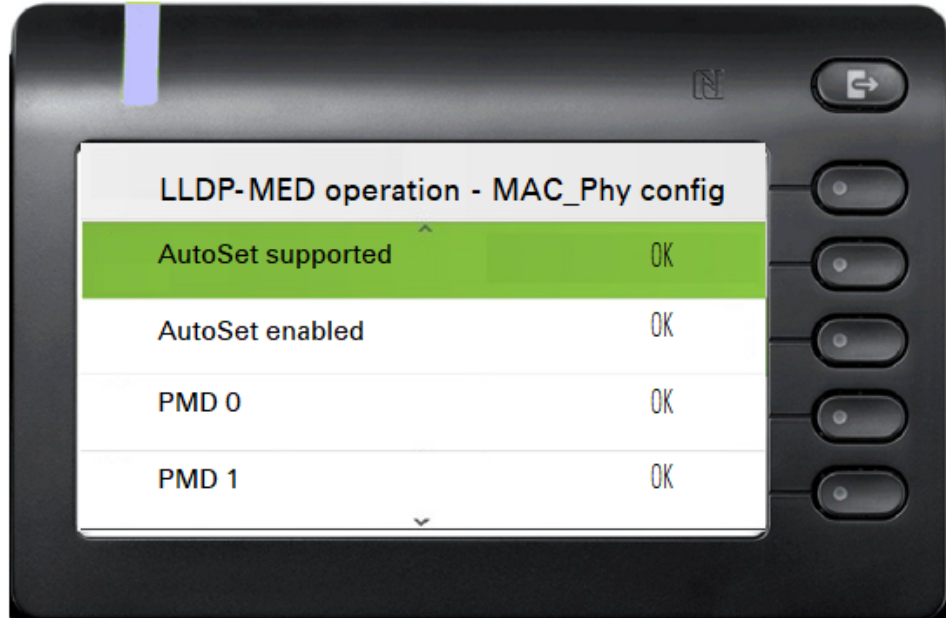 LLDP-MED operation - MAC_Phy config
AutoSet supported OK
AutoSet enabled OK
PMD 0 OK
PMD 1 OK